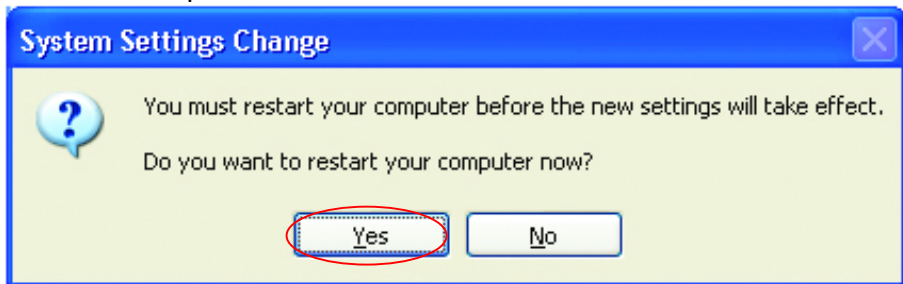 System Settings Change
You must restart your computer before the new settings will take effect.
Do you want to restart your computer now?
Yes
No